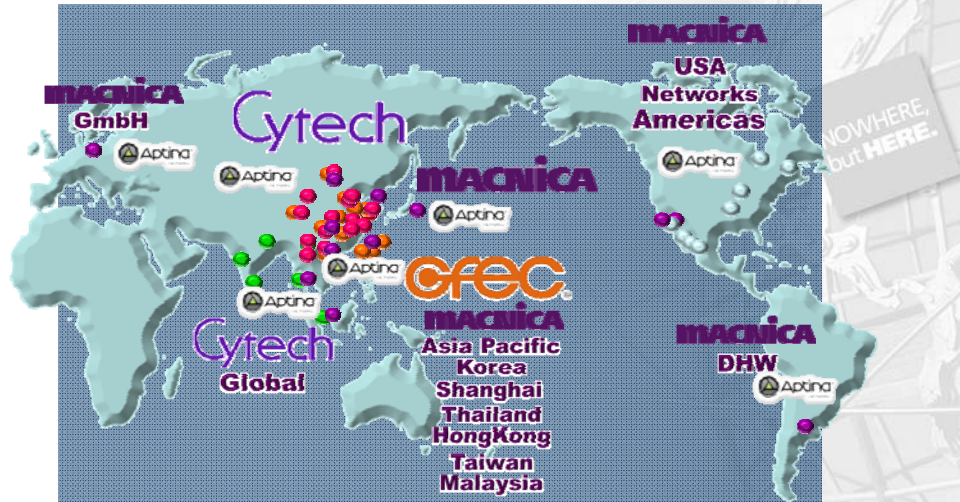 MACNICA
USA
Networks
Americas
MACNICA
GmbH
Cytech
NOWHERE,
but HERE.
Aptina
Aptina
Aptina
MACNICA
Aptina
Aptina
GFEC
Aptina
MACNICA
Asia Pacific
Korea
Shanghai
Thailand
HongKong
Taiwan
Malaysia
Cytech
Global
MACNICA
DHW
Aptina